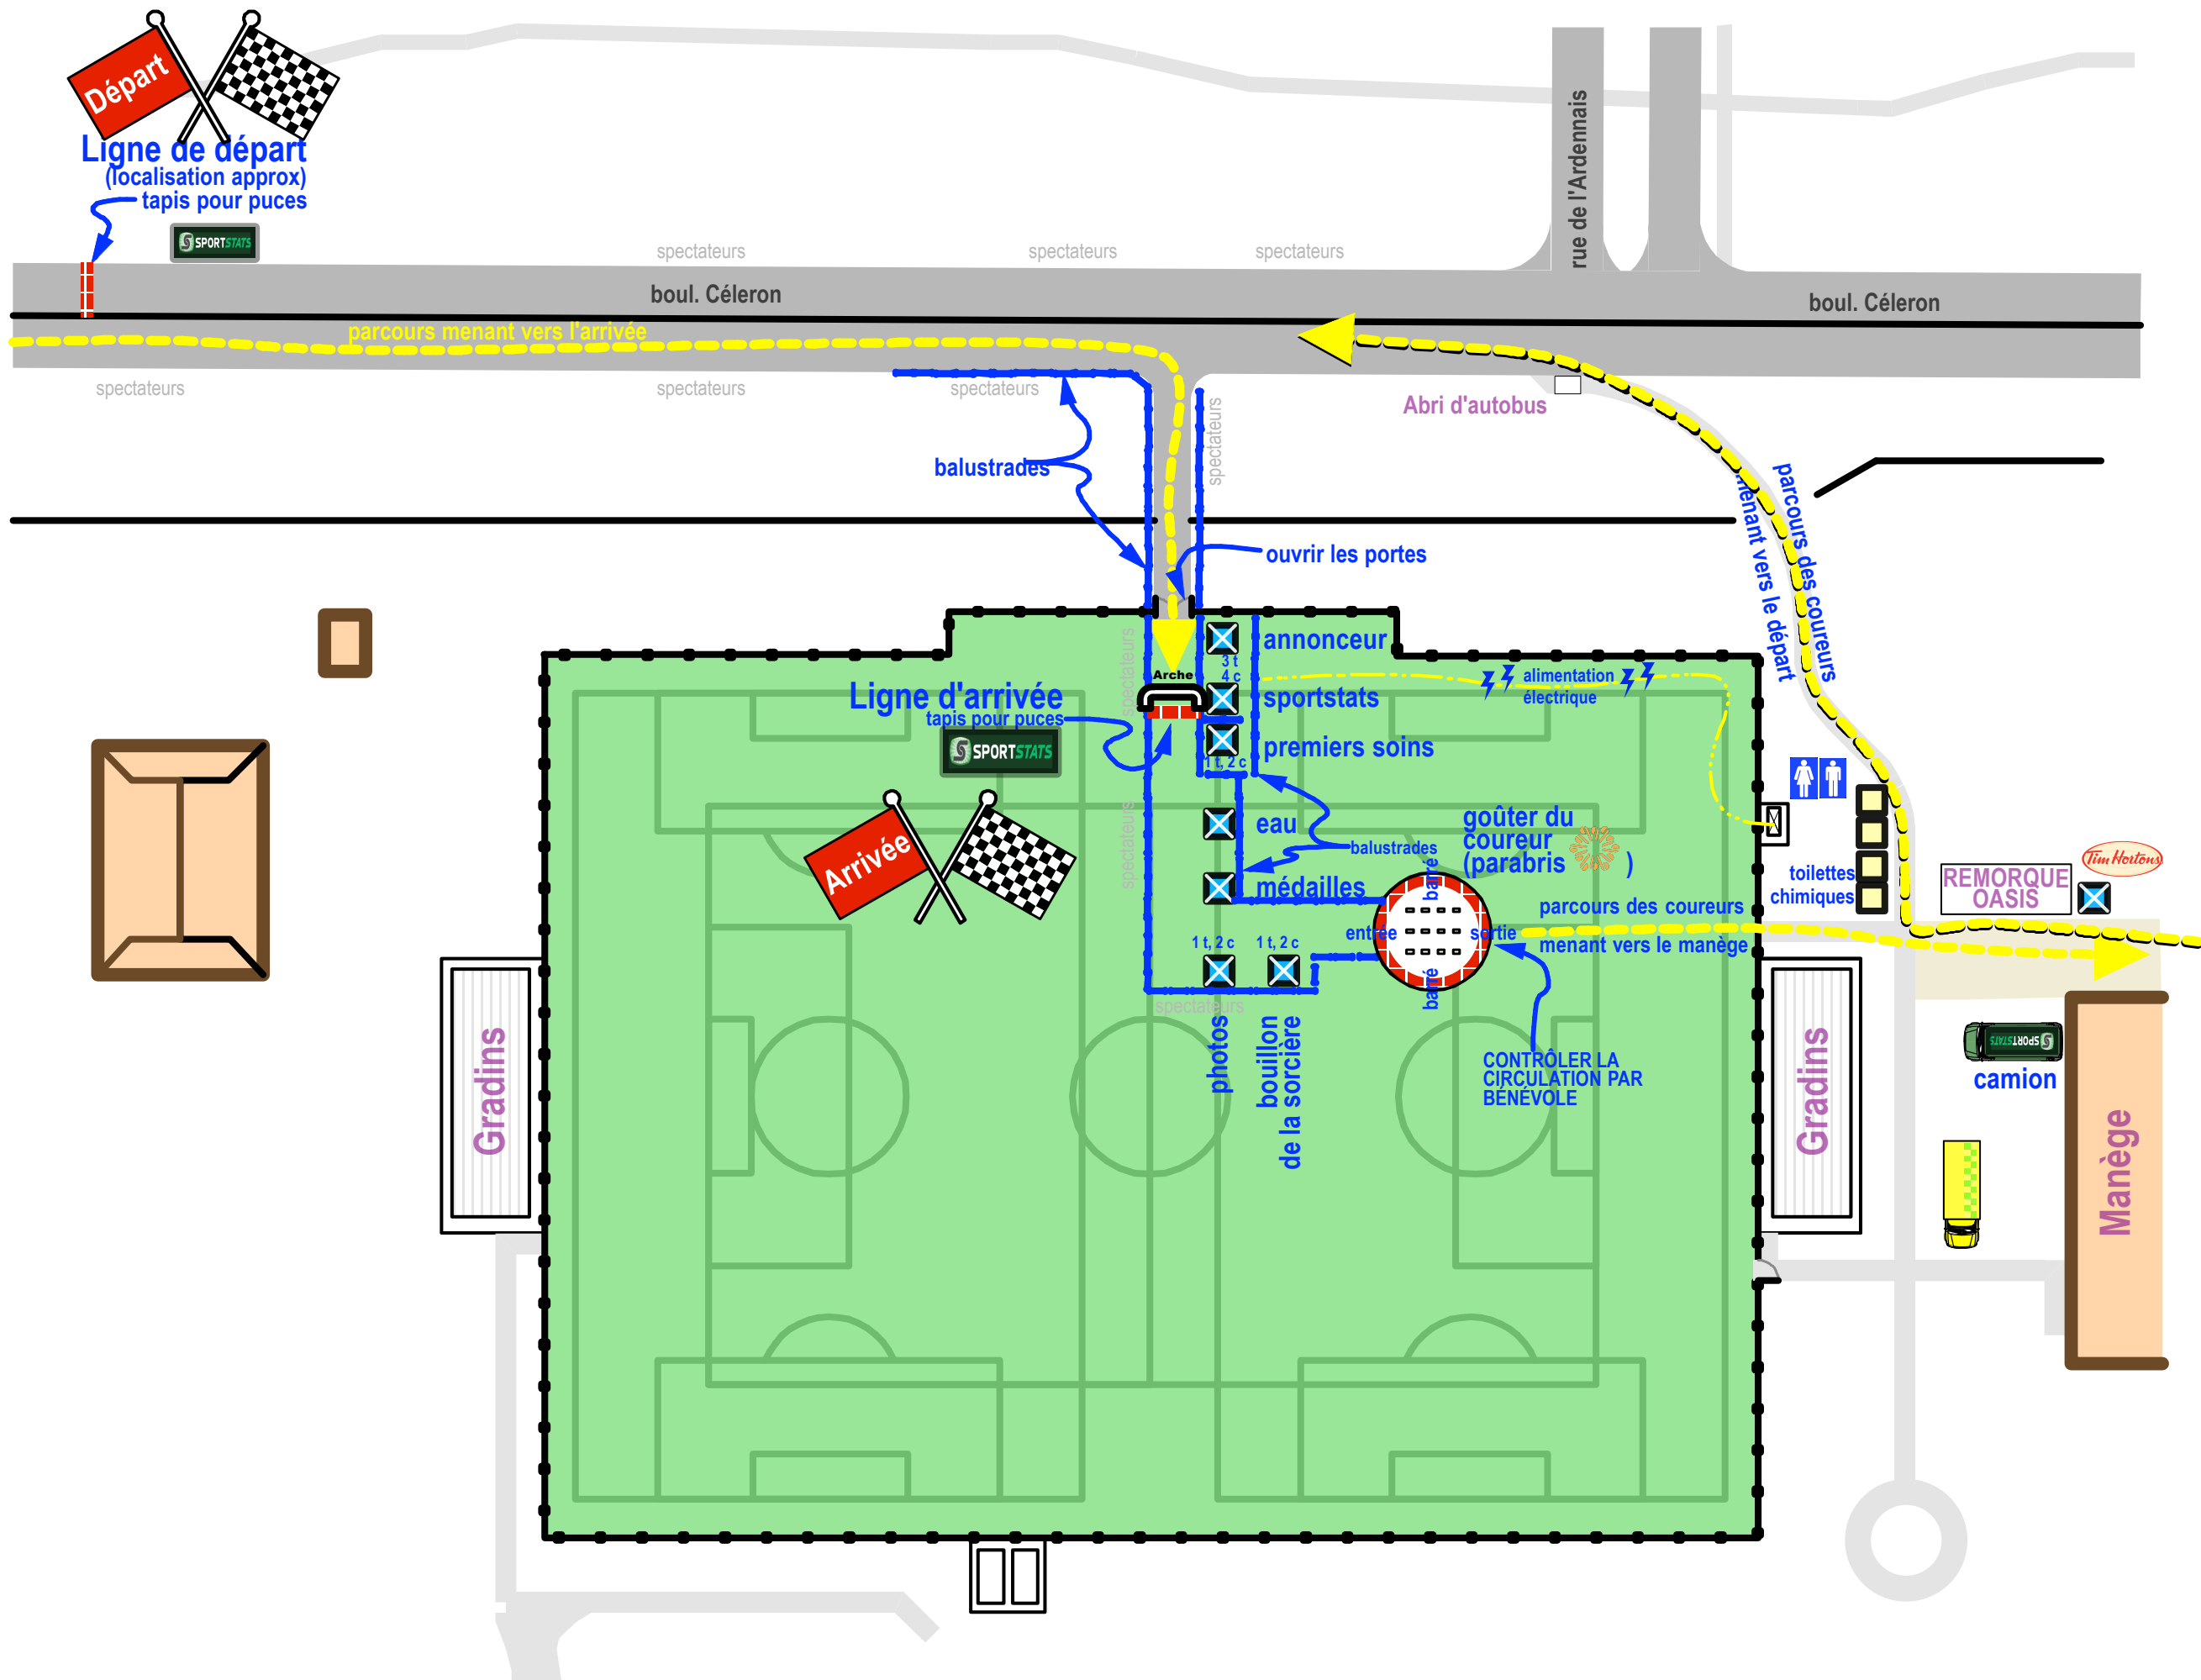 Départ
Ligne de départ
(localisation approx)
tapis pour puces
SPORTSTATS
spectateurs
spectateurs
spectateurs
rue de l'Ardennais
boul. Céleron
boul. Céleron
parcours menant vers l'arrivée
spectateurs
spectateurs
spectateurs
spectateurs
Abri d'autobus
balustrades
parcours des coureurs
menant vers le départ
ouvrir les portes
spectateurs
annonceur
3 t
4 c
Arche
Ligne d'arrivée
tapis pour puces
SPORTSTATS
spectateurs
sportstats
alimentation
électrique
premiers soins
1 t, 2 c
Arrivée
spectateurs
eau
balustrades
médailles
goûter du
coureur
(parabris )
barré
entrée
sortie
barré
parcours des coureurs
menant vers le manège
toilettes
chimiques
REMORQUE
OASIS
Tim Hortons
1 t, 2 c
1 t, 2 c
spectateurs
photos
bouillon
de la sorcière
CONTRÔLER LA
CIRCULATION PAR
BÉNÉVOLE
Gradins
Gradins
SPORTSTATS
camion
Manège